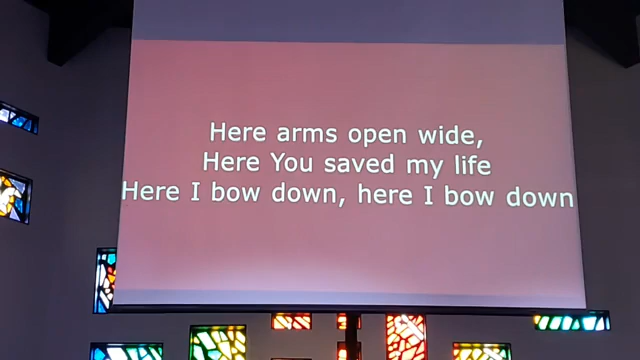 Here arms open wide,
Here You saved my life
Here I bow down, here I bow down